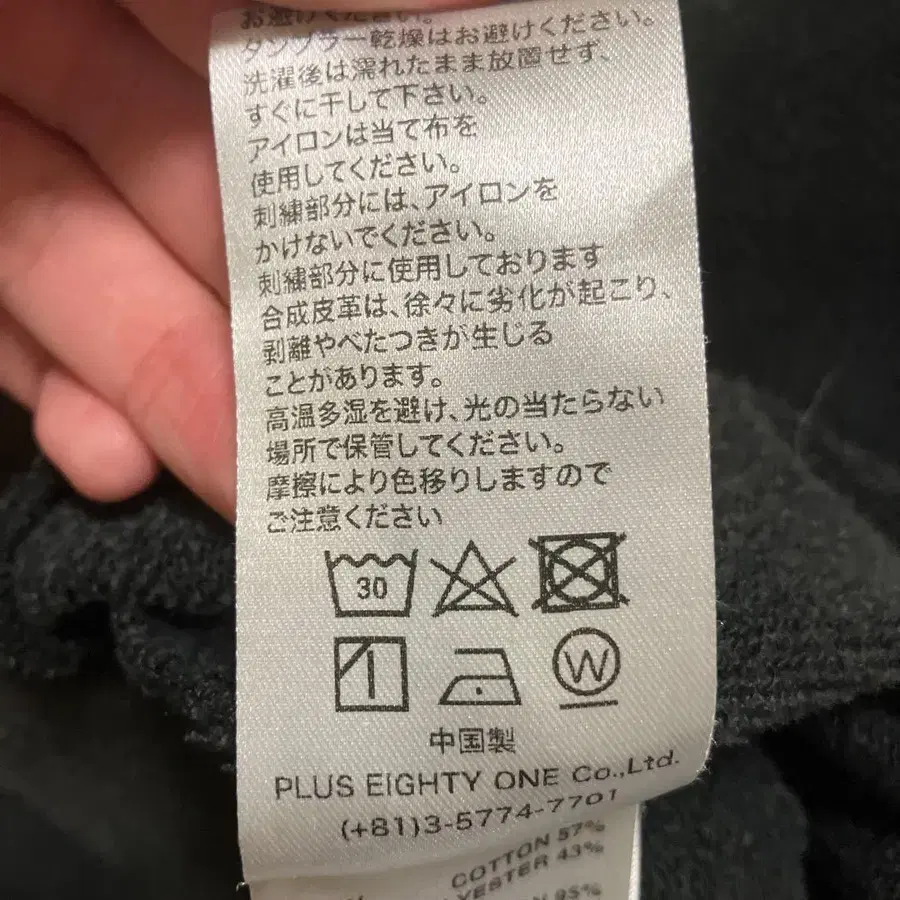 お避けください。
タンブラー乾燥はお避けください。
洗濯後は濡れたまま放置せず、
すぐに干して下さい。
アイロンは当て布を
使用してください。
刺繍部分には、アイロンを
かけないでください。
刺繍部分に使用しております
合成皮革は、徐々に劣化が起こり、
剥離やべたつきが生じる
ことがあります。
高温多湿を避け、光の当たらない
場所で保管してください。
摩擦により色移りしますので
ご注意ください
30
W
中国製
PLUS EIGHTY ONE Co.,Ltd.
(+81)3-5774-7701
COTTON 57%
YESTER 43%
95%